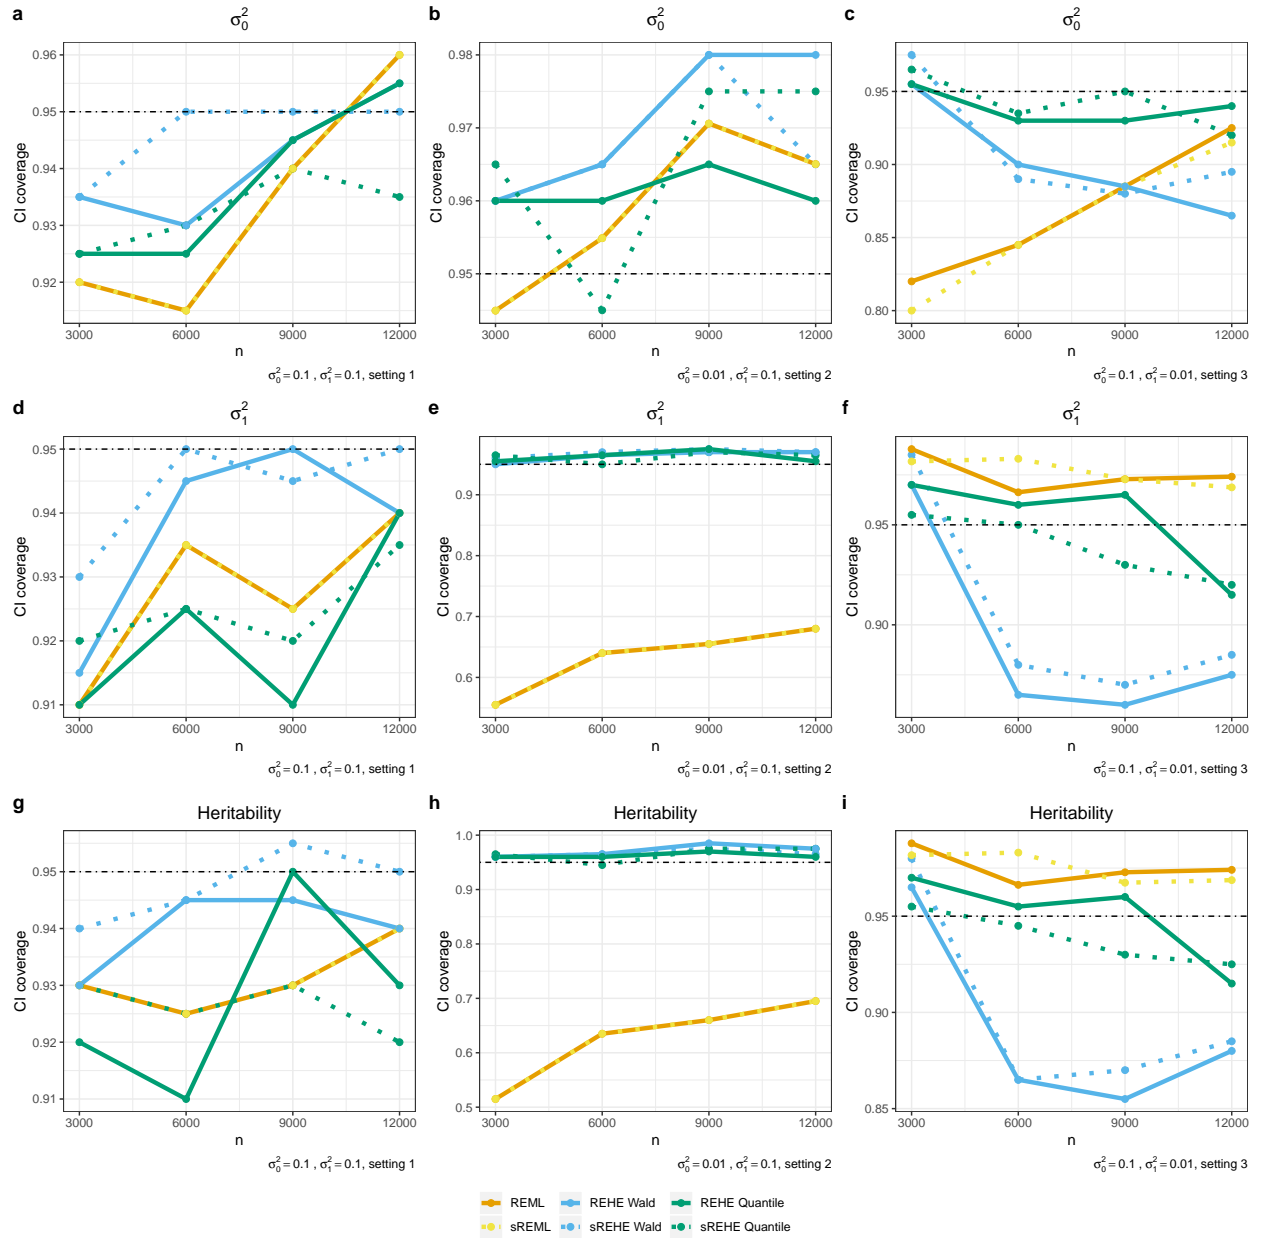 a
σ₀²
CI coverage
0.96
0.95
0.94
0.93
0.92
3000 6000 9000 12000
n
σ₀² = 0.1 , σ₁² = 0.1, setting 1
b
σ₀²
CI coverage
0.98
0.97
0.96
0.95
3000 6000 9000 12000
n
σ₀² = 0.01 , σ₁² = 0.1, setting 2
c
σ₀²
CI coverage
0.95
0.90
0.85
0.80
3000 6000 9000 12000
n
σ₀² = 0.1 , σ₁² = 0.01, setting 3
d
σ₁²
CI coverage
0.95
0.94
0.93
0.92
0.91
3000 6000 9000 12000
n
σ₀² = 0.1 , σ₁² = 0.1, setting 1
e
σ₁²
CI coverage
0.9
0.8
0.7
0.6
3000 6000 9000 12000
n
σ₀² = 0.01 , σ₁² = 0.1, setting 2
f
σ₁²
CI coverage
0.95
0.90
3000 6000 9000 12000
n
σ₀² = 0.1 , σ₁² = 0.01, setting 3
g
Heritability
CI coverage
0.95
0.94
0.93
0.92
0.91
3000 6000 9000 12000
n
σ₀² = 0.1 , σ₁² = 0.1, setting 1
h
Heritability
CI coverage
1.0
0.9
0.8
0.7
0.6
0.5
3000 6000 9000 12000
n
σ₀² = 0.01 , σ₁² = 0.1, setting 2
i
Heritability
CI coverage
0.95
0.90
0.85
3000 6000 9000 12000
n
σ₀² = 0.1 , σ₁² = 0.01, setting 3
REML REHE Wald REHE Quantile
sREML sREHE Wald sREHE Quantile